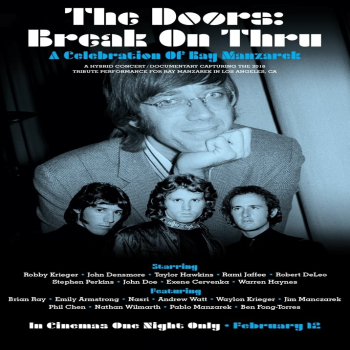 The Doors:
Break On Thru
A Celebration Of Ray Manzarek
A HYBRID CONCERT/DOCUMENTARY CAPTURING THE 2016
TRIBUTE PERFORMANCE FOR RAY MANZAREK IN LOS ANGELES, CA
Starring
Robby Krieger • John Densmore • Taylor Hawkins • Rami Jaffee • Robert DeLeo
Stephen Perkins • John Doe • Exene Cervenka • Warren Haynes
Featuring
Brian Ray • Emily Armstrong • Nasri • Andrew Watt • Waylon Krieger • Jim Manczarek
Phil Chen • Nathan Wilmarth • Pablo Manzarek • Ben Fong-Torres
In Cinemas One Night Only • February 12